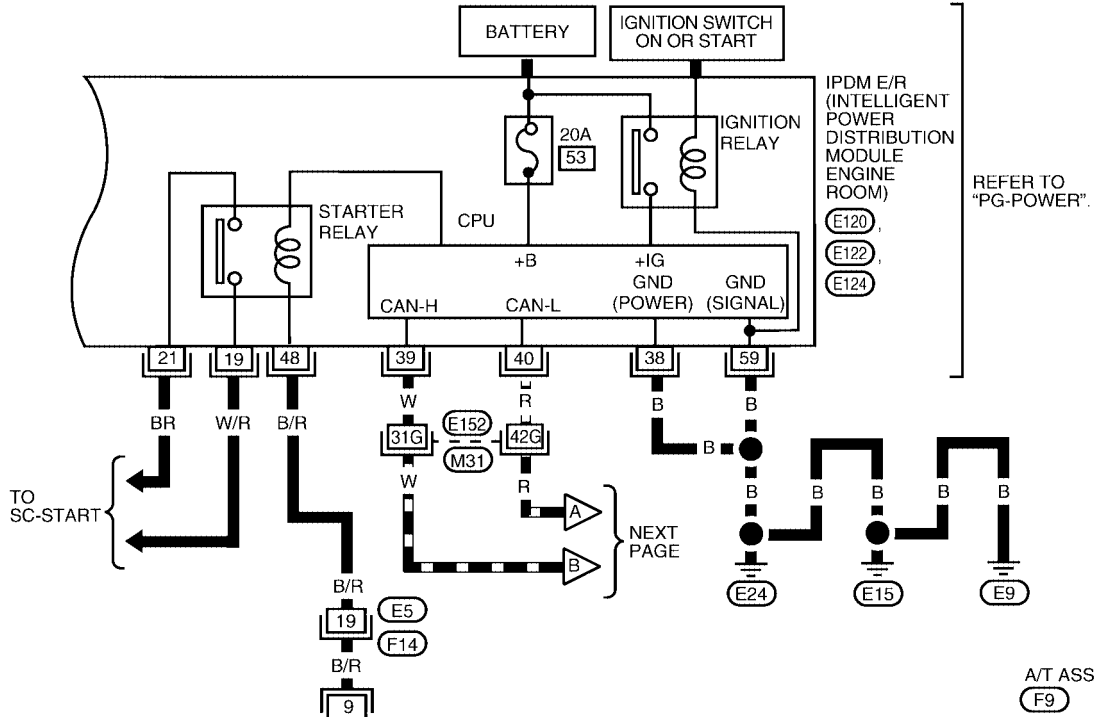 BATTERY
IGNITION SWITCH
ON OR START
IPDM E/R
(INTELLIGENT
POWER
DISTRIBUTION
MODULE
ENGINE
ROOM)
E120 ,
E122 ,
E124
REFER TO
“PG-POWER”.
20A
53
IGNITION
RELAY
STARTER
RELAY
CPU
+B
+IG
GND
(POWER)
GND
(SIGNAL)
CAN-H
CAN-L
21
19
48
39
40
38
59
BR
W/R
B/R
W
R
B
B
31G
E152
42G
M31
B
W
R
B
B
B
B
B
TO
SC-START
A
B
NEXT
PAGE
E24
E15
E9
B/R
19
E5
F14
B/R
9
A/T ASS
F9